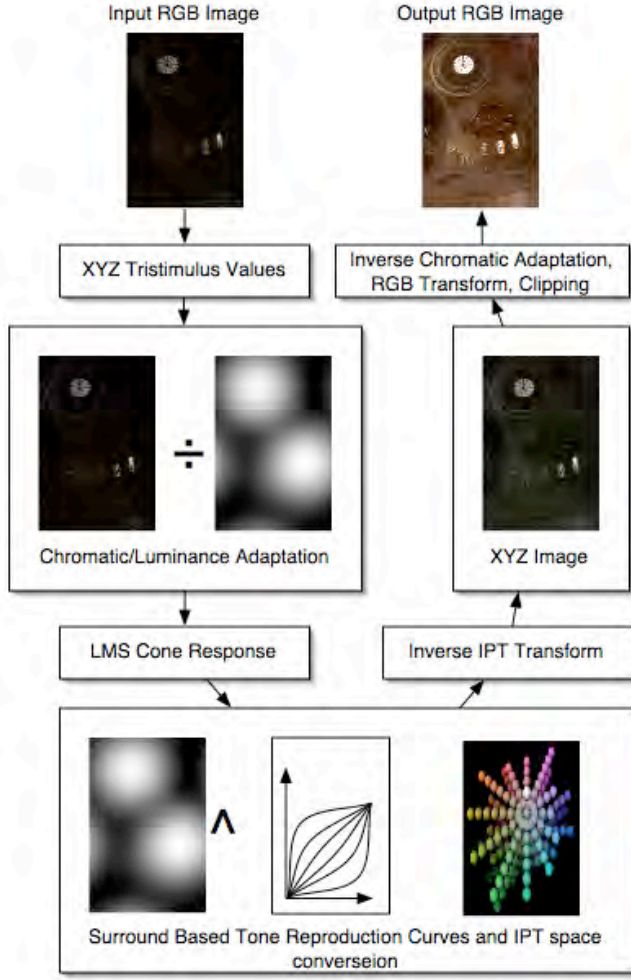 Input RGB Image
Output RGB Image
XYZ Tristimulus Values
Inverse Chromatic Adaptation,
RGB Transform, Clipping
÷
Chromatic/Luminance Adaptation
XYZ Image
LMS Cone Response
Inverse IPT Transform
^
Surround Based Tone Reproduction Curves and IPT space
converseion